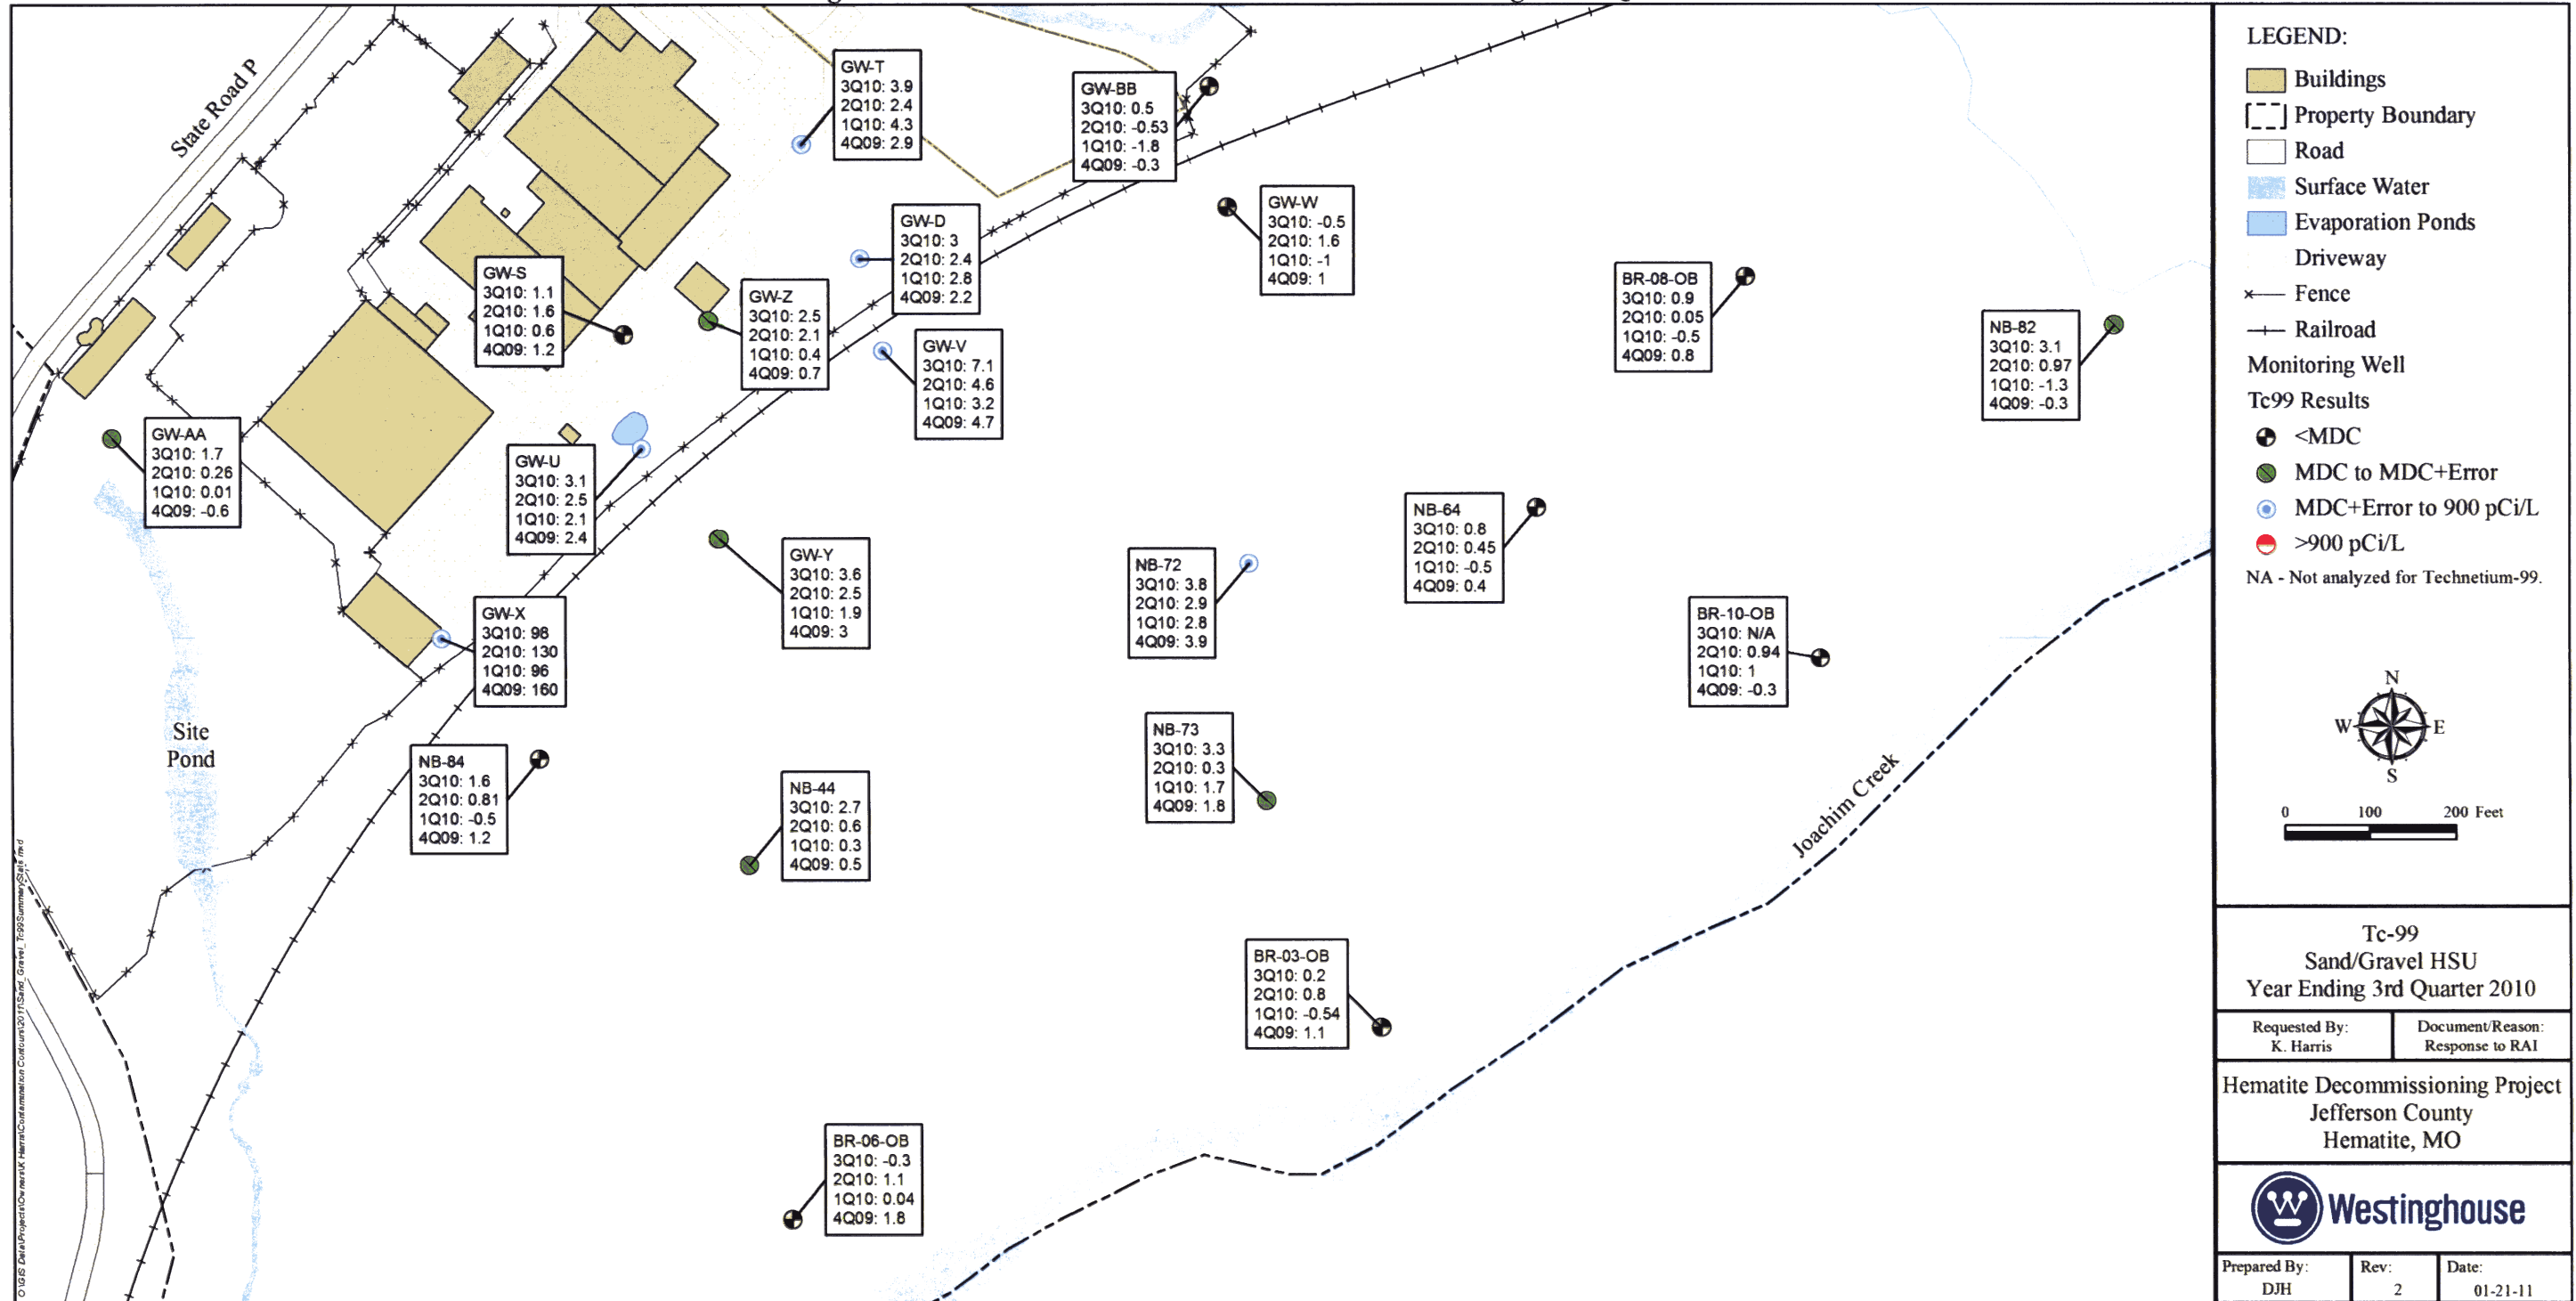 State Road P
GW-T
3Q10: 3.9
2Q10: 2.4
1Q10: 4.3
4Q09: 2.9
GW-BB
3Q10: 0.5
2Q10: -0.53
1Q10: -1.8
4Q09: -0.3
GW-W
3Q10: -0.5
2Q10: 1.6
1Q10: -1
4Q09: 1
GW-D
3Q10: 3
2Q10: 2.4
1Q10: 2.8
4Q09: 2.2
GW-S
3Q10: 1.1
2Q10: 1.6
1Q10: 0.6
4Q09: 1.2
GW-Z
3Q10: 2.5
2Q10: 2.1
1Q10: 0.4
4Q09: 0.7
GW-V
3Q10: 7.1
2Q10: 4.6
1Q10: 3.2
4Q09: 4.7
BR-08-OB
3Q10: 0.9
2Q10: 0.05
1Q10: -0.5
4Q09: 0.8
NB-82
3Q10: 3.1
2Q10: 0.97
1Q10: -1.3
4Q09: -0.3
GW-AA
3Q10: 1.7
2Q10: 0.26
1Q10: 0.01
4Q09: -0.6
GW-U
3Q10: 3.1
2Q10: 2.5
1Q10: 2.1
4Q09: 2.4
GW-Y
3Q10: 3.6
2Q10: 2.5
1Q10: 1.9
4Q09: 3
NB-72
3Q10: 3.8
2Q10: 2.9
1Q10: 2.8
4Q09: 3.9
NB-64
3Q10: 0.8
2Q10: 0.45
1Q10: -0.5
4Q09: 0.4
BR-10-OB
3Q10: N/A
2Q10: 0.94
1Q10: 1
4Q09: -0.3
GW-X
3Q10: 98
2Q10: 130
1Q10: 96
4Q09: 160
Site
Pond
NB-84
3Q10: 1.6
2Q10: 0.81
1Q10: -0.5
4Q09: 1.2
NB-44
3Q10: 2.7
2Q10: 0.6
1Q10: 0.3
4Q09: 0.5
NB-73
3Q10: 3.3
2Q10: 0.3
1Q10: 1.7
4Q09: 1.8
Joachim Creek
BR-03-OB
3Q10: 0.2
2Q10: 0.8
1Q10: -0.54
4Q09: 1.1
BR-06-OB
3Q10: -0.3
2Q10: 1.1
1Q10: 0.04
4Q09: 1.8
LEGEND:
Buildings
Property Boundary
Road
Surface Water
Evaporation Ponds
Driveway
Fence
Railroad
Monitoring Well
Tc99 Results
<MDC
MDC to MDC+Error
MDC+Error to 900 pCi/L
>900 pCi/L
NA - Not analyzed for Technetium-99.
N
W E
S
0 100 200 Feet
Tc-99
Sand/Gravel HSU
Year Ending 3rd Quarter 2010
Requested By:
K. Harris
Document/Reason:
Response to RAI
Hematite Decommissioning Project
Jefferson County
Hematite, MO
Westinghouse
Prepared By:
DJH
Rev:
2
Date:
01-21-11